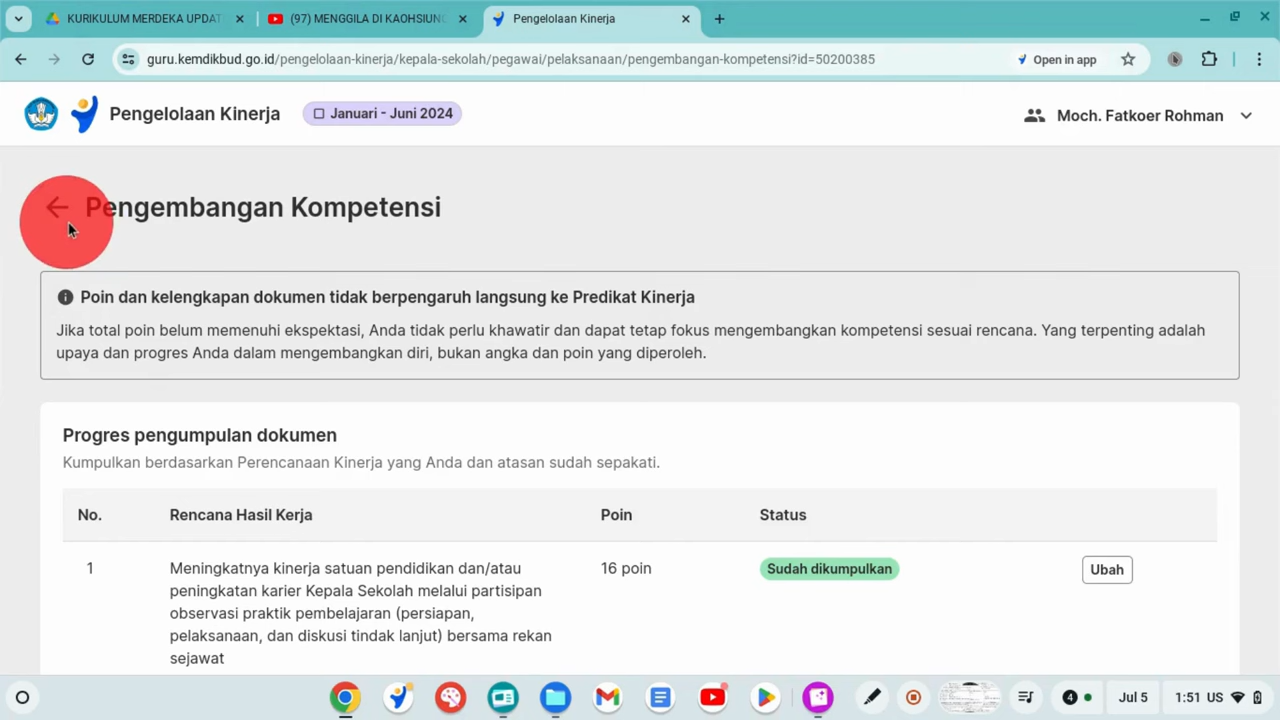 KURIKULUM MERDEKA UPDAT
(97) MENGGILA DI KAOHSIUN
Pengelolaan Kinerja
guru.kemdikbud.go.id/pengelolaan-kinerja/kepala-sekolah/pegawai/pelaksanaan/pengembangan-kompetensi?id=50200385
Open in app
Pengelolaan Kinerja
Januari - Juni 2024
Moch. Fatkoer Rohman
Pengembangan Kompetensi
Poin dan kelengkapan dokumen tidak berpengaruh langsung ke Predikat Kinerja
Jika total poin belum memenuhi ekspektasi, Anda tidak perlu khawatir dan dapat tetap fokus mengembangkan kompetensi sesuai rencana. Yang terpenting adalah
upaya dan progres Anda dalam mengembangkan diri, bukan angka dan poin yang diperoleh.
Progres pengumpulan dokumen
Kumpulkan berdasarkan Perencanaan Kinerja yang Anda dan atasan sudah sepakati.
No. Rencana Hasil Kerja Poin Status
1 Meningkatnya kinerja satuan pendidikan dan/atau 16 poin Sudah dikumpulkan Ubah
peningkatan karier Kepala Sekolah melalui partisipan
observasi praktik pembelajaran (persiapan,
pelaksanaan, dan diskusi tindak lanjut) bersama rekan
sejawat
4
Jul 5
1:51 US